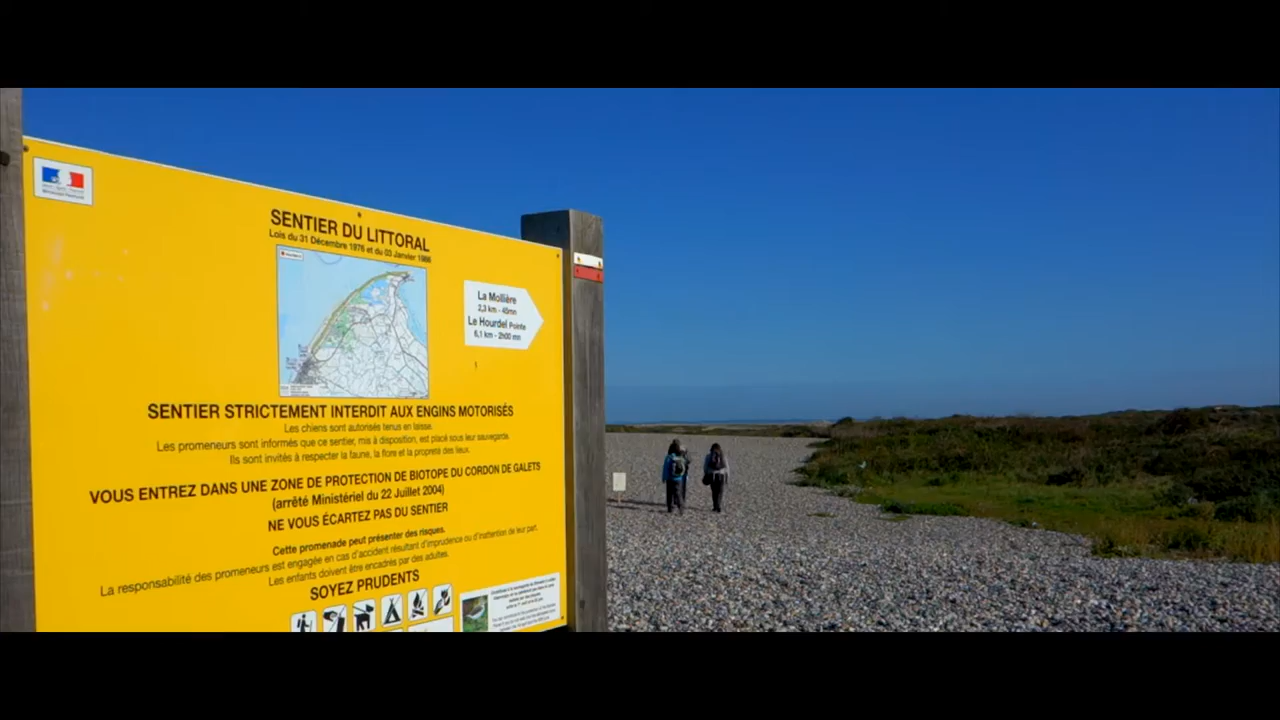 SENTIER DU LITTORAL
Lois du 31 Décembre 1976 et du 03 Janvier 1986
La Mollière
2,3 km - 45mn
Le Hourdel Pointe
6,1 km - 2h00 mn
SENTIER STRICTEMENT INTERDIT AUX ENGINS MOTORISÉS
Les chiens sont autorisés tenus en laisse.
Les promeneurs sont informés que ce sentier, mis à disposition, est placé sous leur sauvegarde.
Ils sont invités à respecter la faune, la flore et la propreté des lieux.
VOUS ENTREZ DANS UNE ZONE DE PROTECTION DE BIOTOPE DU CORDON DE GALETS
(arrêté Ministériel du 22 Juillet 2004)
NE VOUS ÉCARTEZ PAS DU SENTIER
Cette promenade peut présenter des risques.
La responsabilité des promeneurs est engagée en cas d'accident résultant d'imprudence ou d'inattention de leur part.
Les enfants doivent être encadrés par des adultes.
SOYEZ PRUDENTS